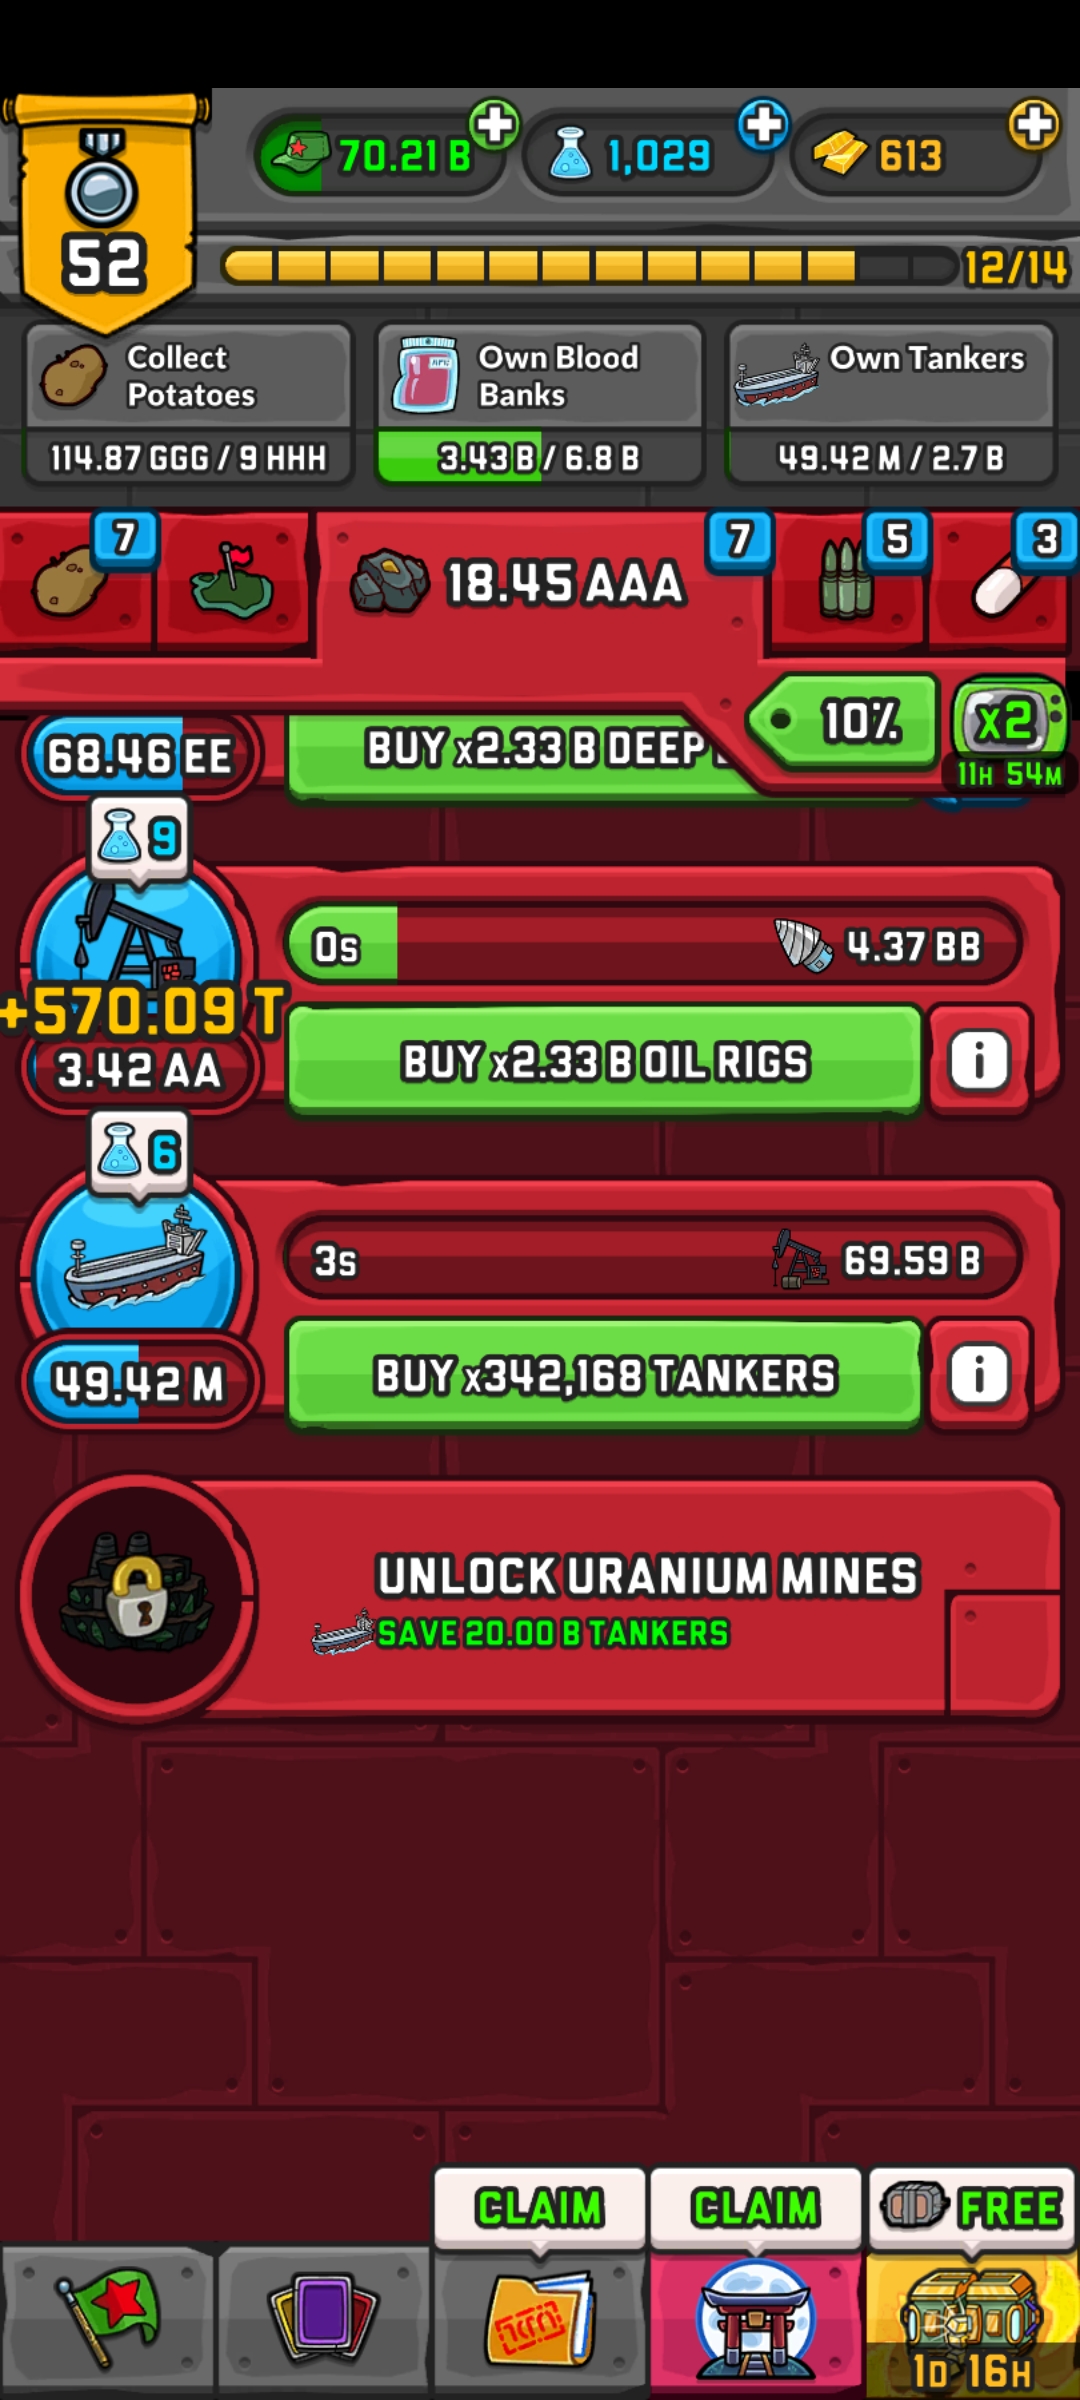 70.21 B
1,029
613
52
12/14
Collect
Potatoes
114.87 GGG / 9 HHH
Own Blood
Banks
3.43 B / 6.8 B
Own Tankers
49.42 M / 2.7 B
7
18.45 AAA
7
5
3
10%
x2
11H 54M
68.46 EE
BUY x2.33 B DEEP
9
0s
4.37 BB
+570.09 T
3.42 AA
BUY x2.33 B OIL RIGS
i
6
3s
69.59 B
49.42 M
BUY x342,168 TANKERS
i
UNLOCK URANIUM MINES
SAVE 20.00 B TANKERS
CLAIM
CLAIM
FREE
1D 16H